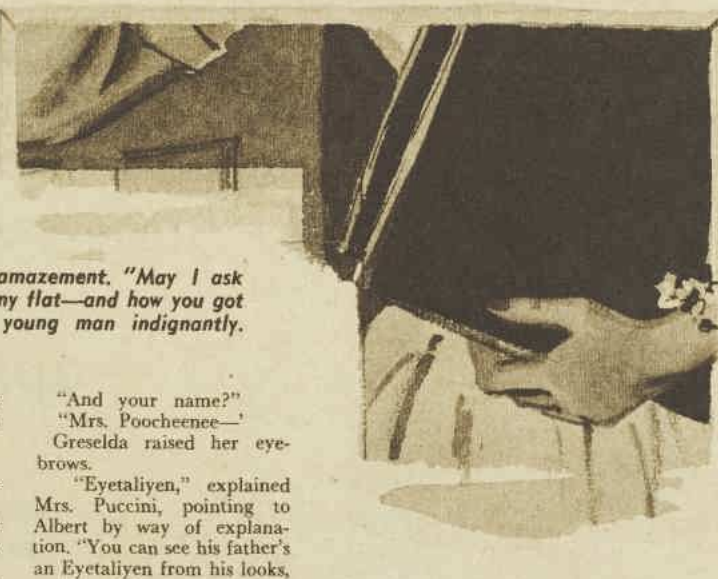 amazement. "May I ask
ny flat—and how you got
young man indignantly.
"And your name?"
"Mrs. Poocheenee—'
Greselda raised her eye-
brows.
"Eyetaliyen," explained
Mrs. Puccini, pointing to
Albert by way of explana-
tion. "You can see his father's
an Eyetaliyen from his looks,